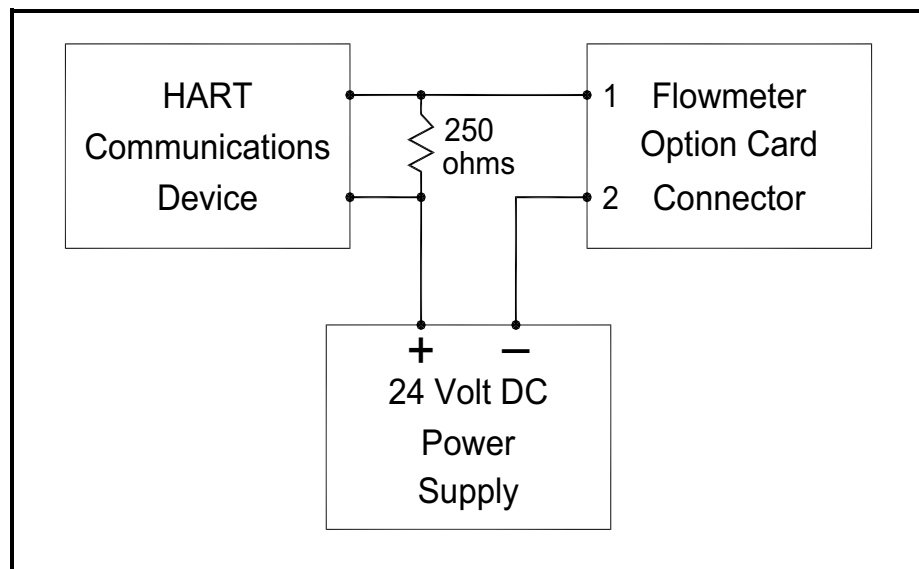 HART
Communications
Device
250
ohms
1 Flowmeter
Option Card
2 Connector
+ −
24 Volt DC
Power
Supply